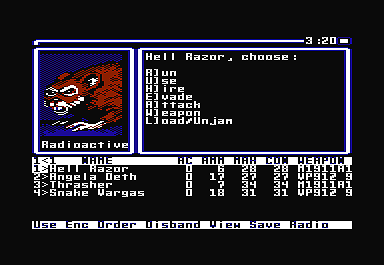 3:20
Hell Razor, choose:
R)un
U)se
H)ire
E)vade
A)ttack
W)eapon
L)oad/Unjam
Radioactive
1<1 NAME AC AMM MAX CON WEAPON
1>Hell Razor 0 6 28 28 M1911A1
2>Angela Deth 0 17 27 27 VP91Z 9
3>Thrasher 0 7 34 34 M1911A1
4>Snake Vargas 0 18 31 31 VP91Z 9
Use Enc Order Disband View Save Radio